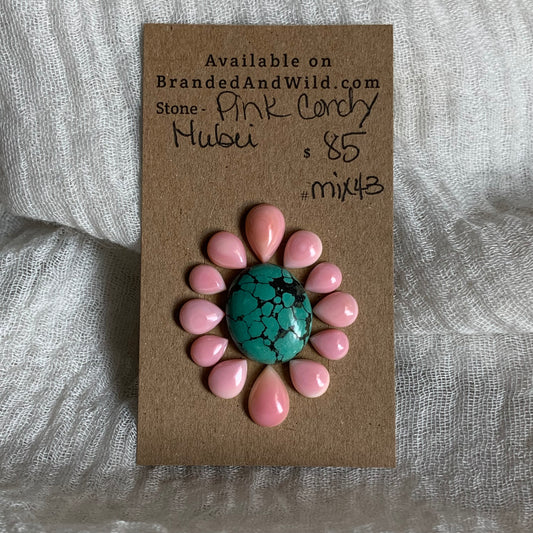 Available on
BrandedAndWild.com
Stone - Pink Conch
Hubei $ 85
#mix43